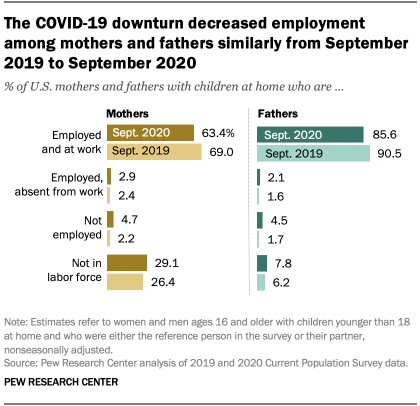 The COVID-19 downturn decreased employment
among mothers and fathers similarly from September
2019 to September 2020
% of U.S. mothers and fathers with children at home who are ...
Mothers
Fathers
Employed
and at work
Sept. 2020
63.4%
Sept. 2019
69.0
Sept. 2020
85.6
Sept. 2019
90.5
Employed,
absent from work
2.9
2.4
2.1
1.6
Not
employed
4.7
2.2
4.5
1.7
Not in
labor force
29.1
26.4
7.8
6.2
Note: Estimates refer to women and men ages 16 and older with children younger than 18
at home and who were either the reference person in the survey or their partner,
nonseasonally adjusted.
Source: Pew Research Center analysis of 2019 and 2020 Current Population Survey data.
PEW RESEARCH CENTER